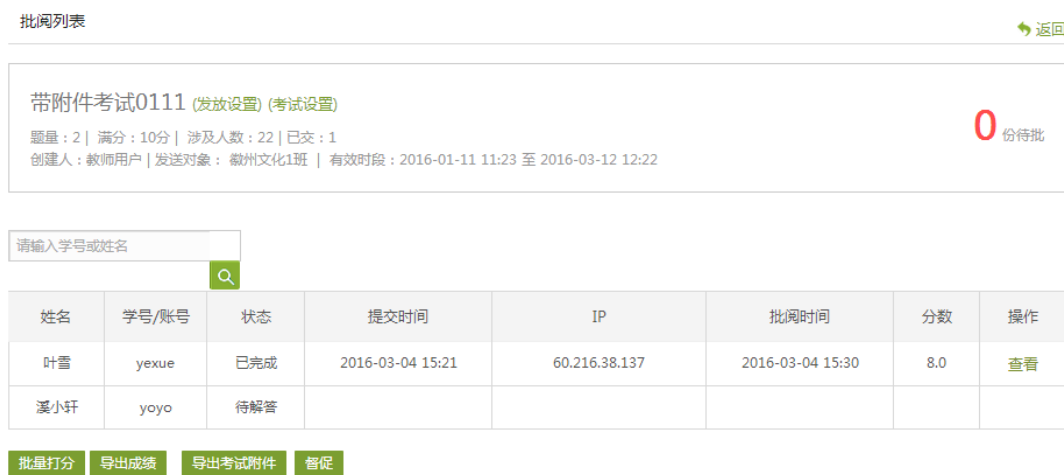 批阅列表
返回
带附件考试0111 (发放设置) (考试设置)
题量：2 | 满分：10分 | 涉及人数：22 | 已交：1
创建人：教师用户 | 发送对象： 徽州文化1班 | 有效时段：2016-01-11 11:23 至 2016-03-12 12:22
0 份待批
请输入学号或姓名
姓名 学号/账号 状态 提交时间 IP 批阅时间 分数 操作
叶雪 yexue 已完成 2016-03-04 15:21 60.216.38.137 2016-03-04 15:30 8.0 查看
溪小轩 yoyo 待解答
批量打分 导出成绩 导出考试附件 督促